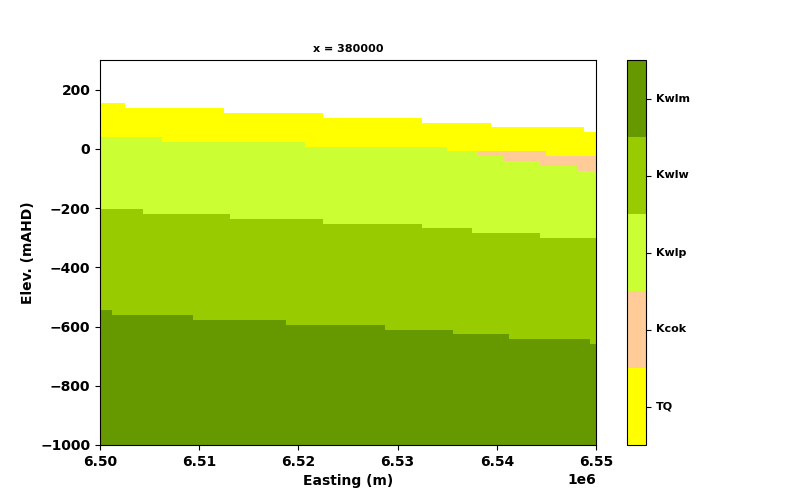 x = 380000
200
0
−200
−400
−600
−800
−1000
Elev. (mAHD)
6.50 6.51 6.52 6.53 6.54 6.55
1e6
Easting (m)
Kwlm
Kwlw
Kwlp
Kcok
TQ